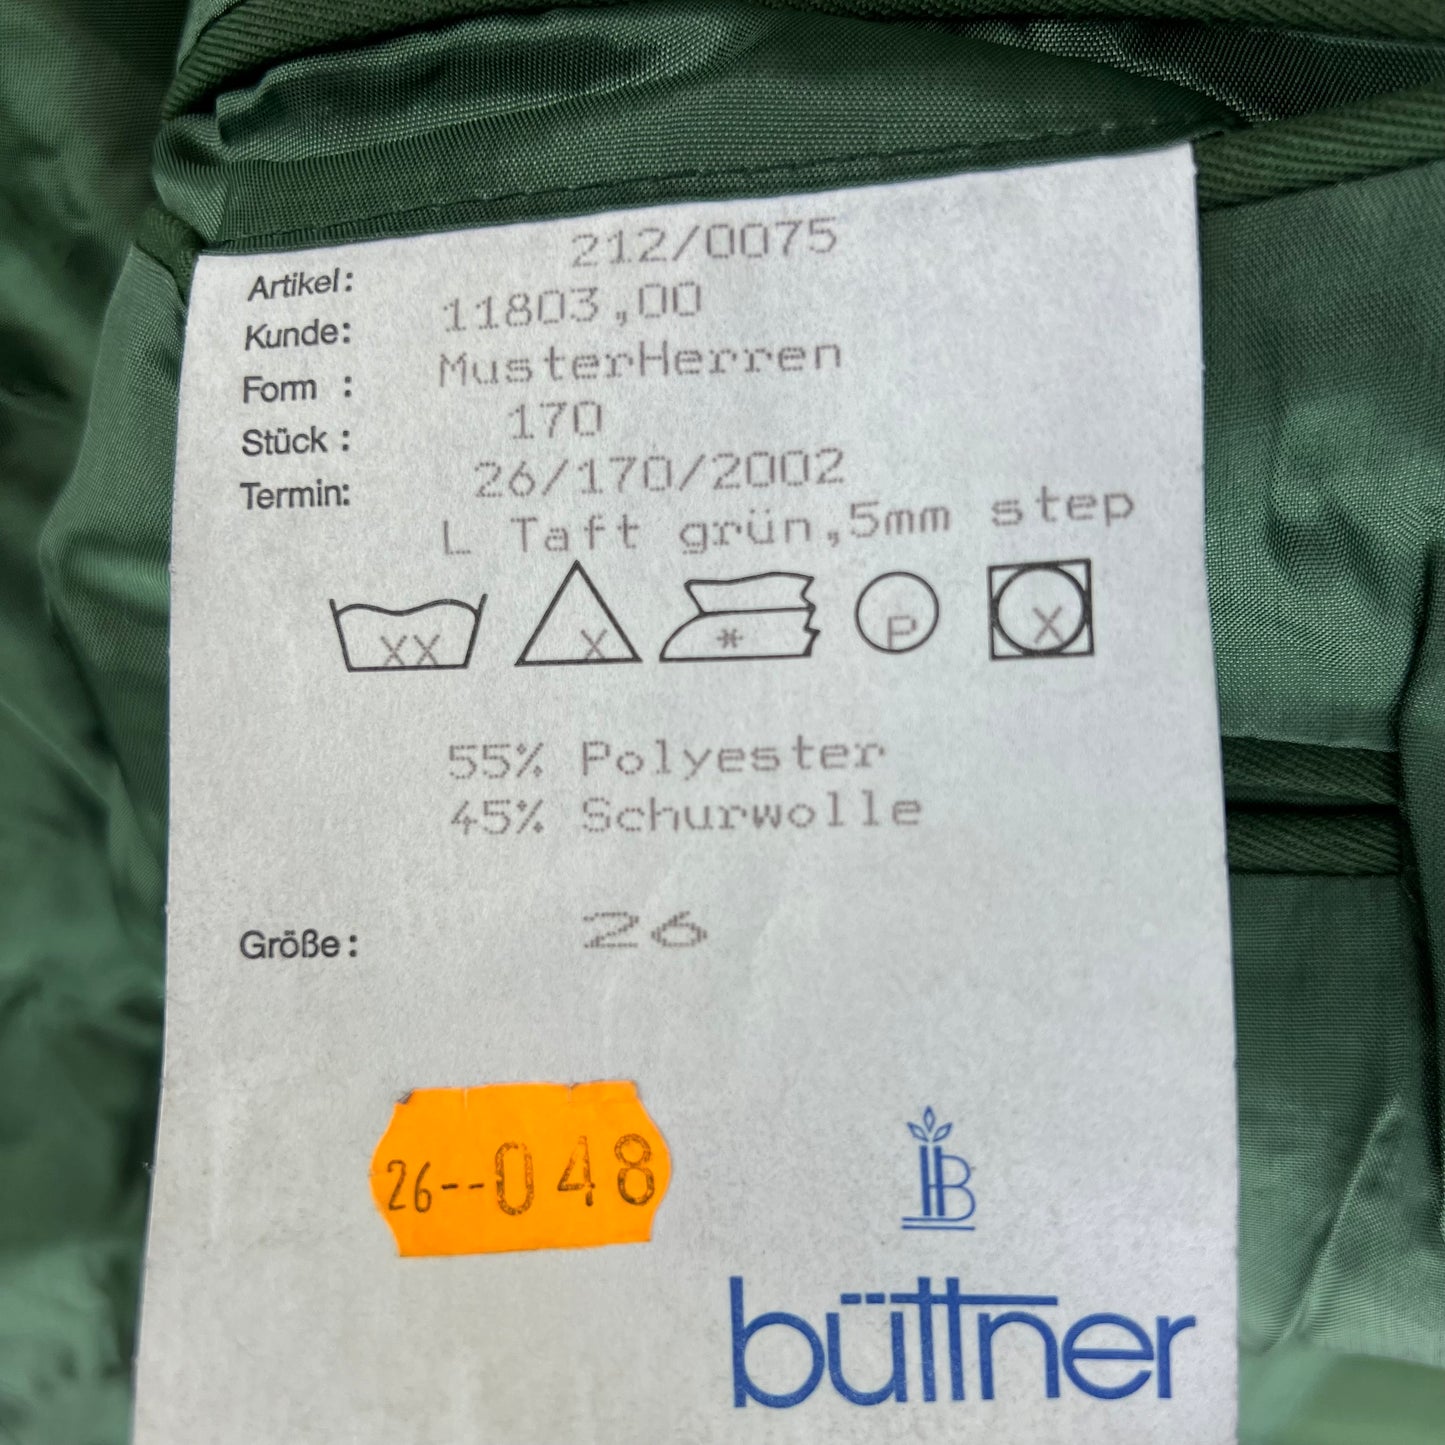 Artikel: 212/0075
Kunde: 11803,00
Form : MusterHerren
Stück : 170
Termin: 26/170/2002
L Taft grün,5mm step
XX X * P X
55% Polyester
45% Schurwolle
Größe: 26
26--048
B
büttner